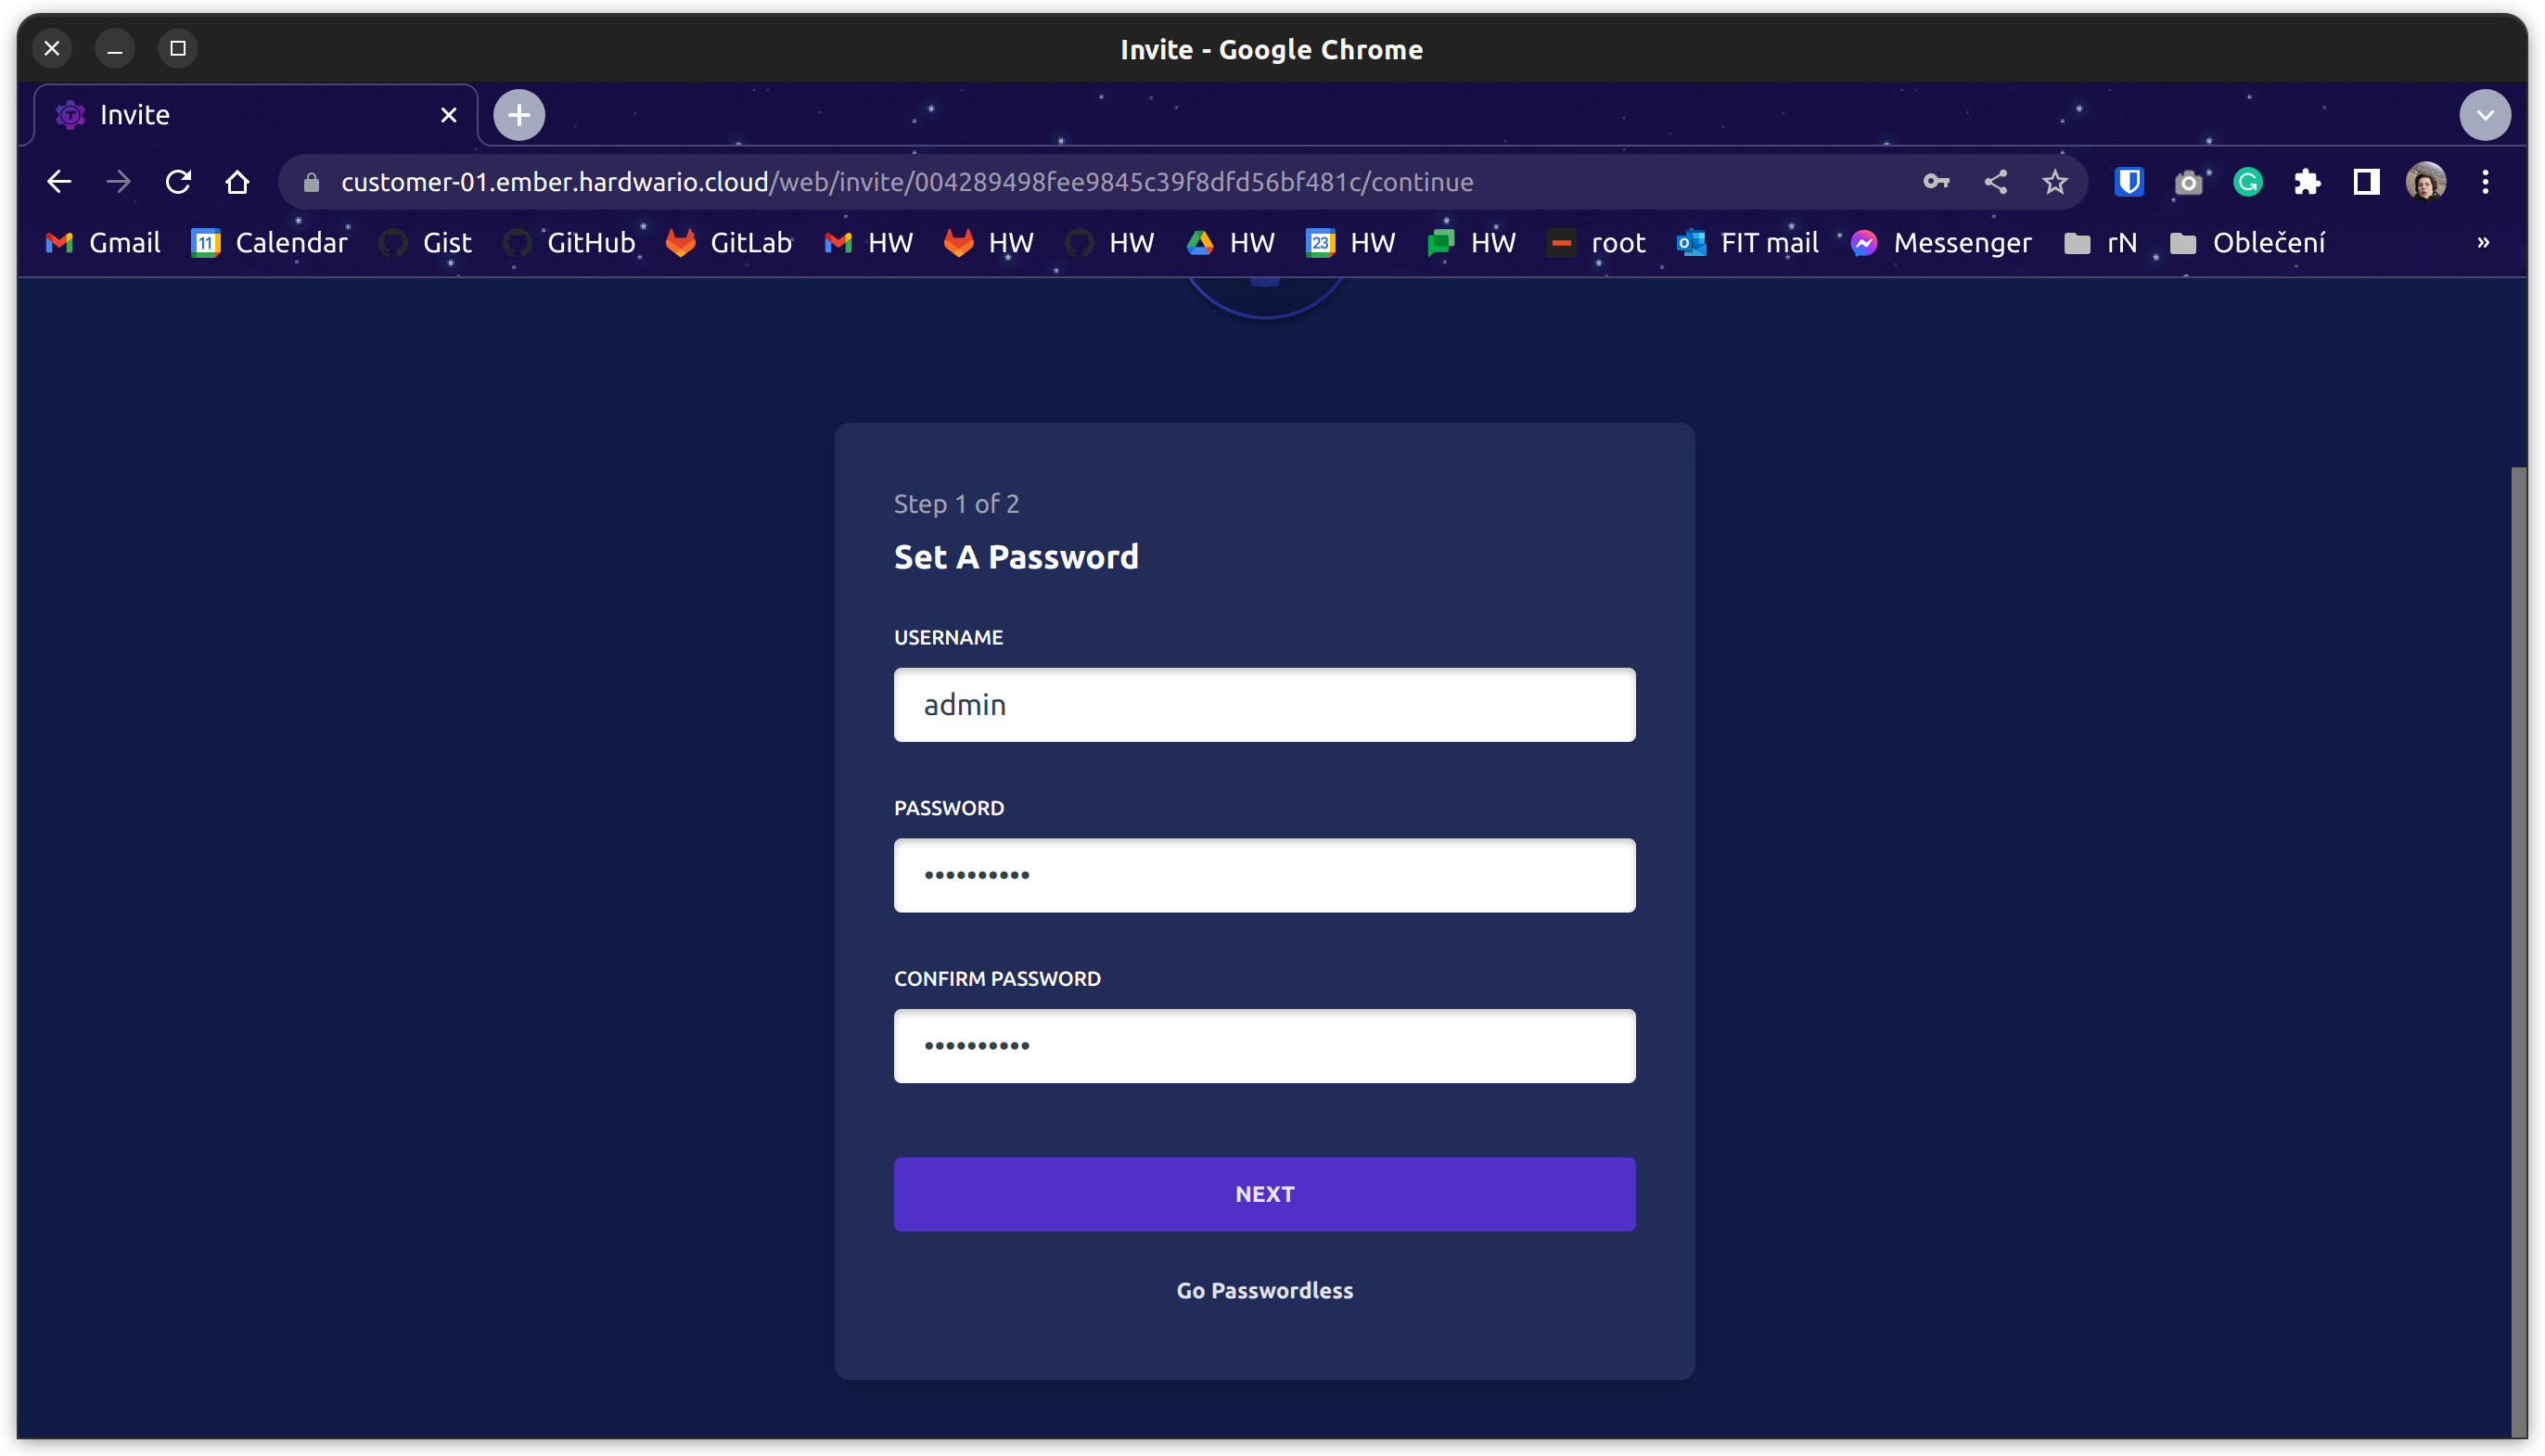 Invite - Google Chrome
Invite
customer-01.ember.hardwario.cloud/web/invite/004289498fee9845c39f8dfd56bf481c/continue
Gmail 11 Calendar Gist GitHub GitLab HW HW HW HW 23 HW HW root FIT mail Messenger rN Oblečení »
Step 1 of 2
Set A Password
USERNAME
admin
PASSWORD
••••••••••
CONFIRM PASSWORD
••••••••••
NEXT
Go Passwordless